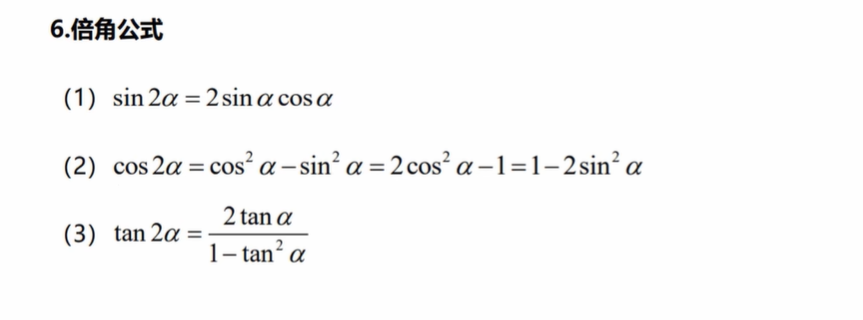 6.倍角公式
(1) sin 2α = 2 sin α cos α
(2) cos 2α = cos² α − sin² α = 2 cos² α − 1 = 1 − 2 sin² α
(3) tan 2α = \frac{2 tan α}{1 − tan² α}